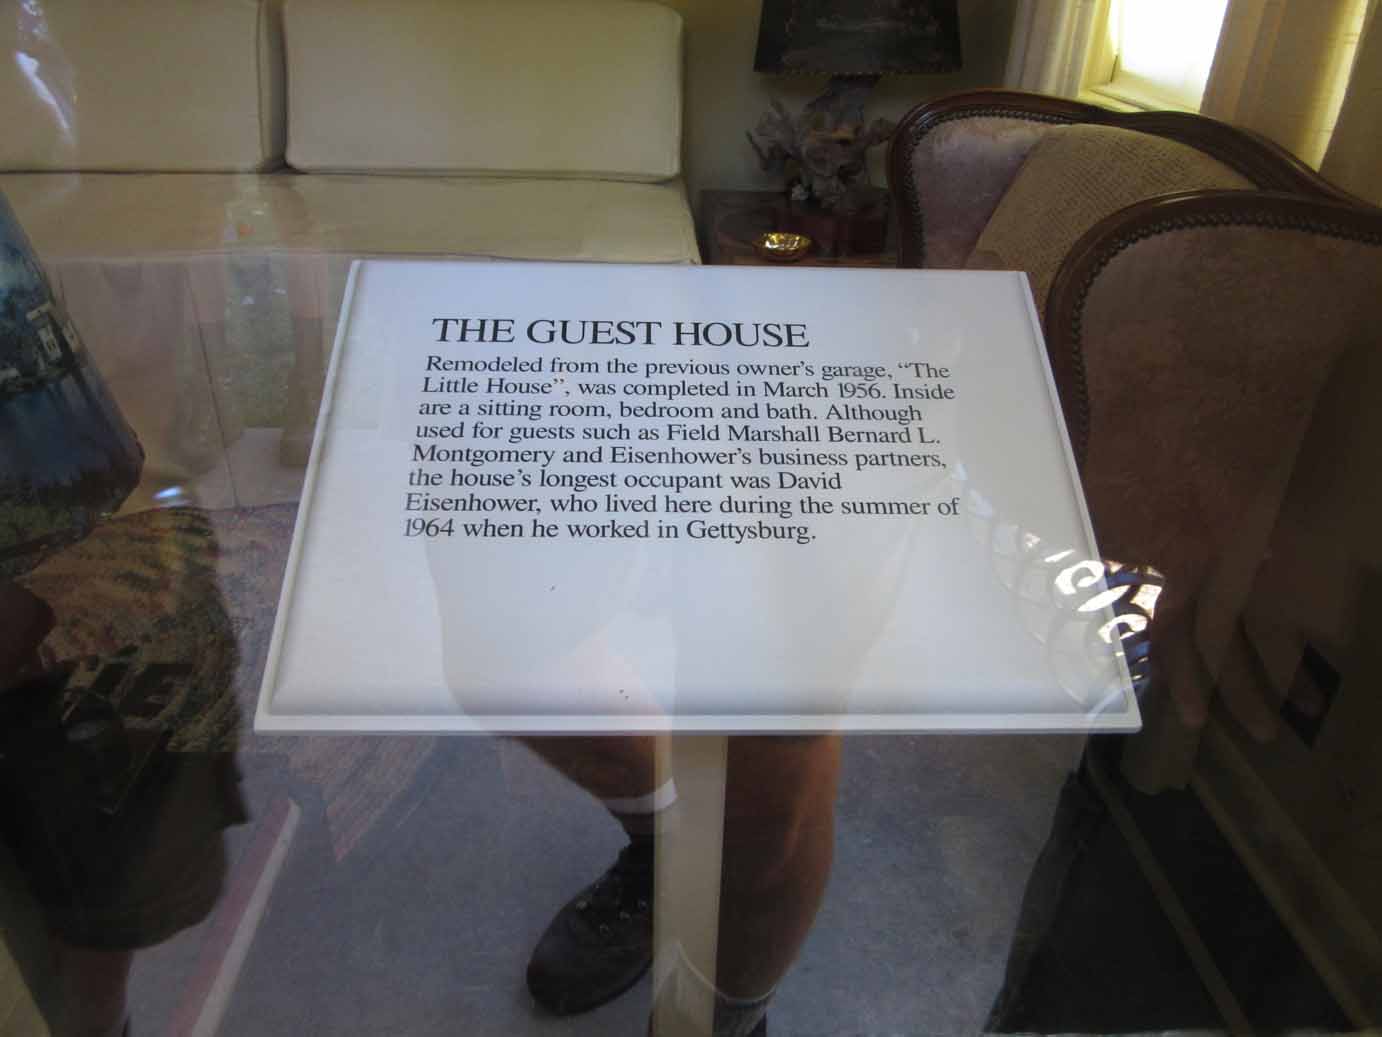 THE GUEST HOUSE
Remodeled from the previous owner's garage, "The
Little House", was completed in March 1956. Inside
are a sitting room, bedroom and bath. Although
used for guests such as Field Marshall Bernard L.
Montgomery and Eisenhower's business partners,
the house's longest occupant was David
Eisenhower, who lived here during the summer of
1964 when he worked in Gettysburg.